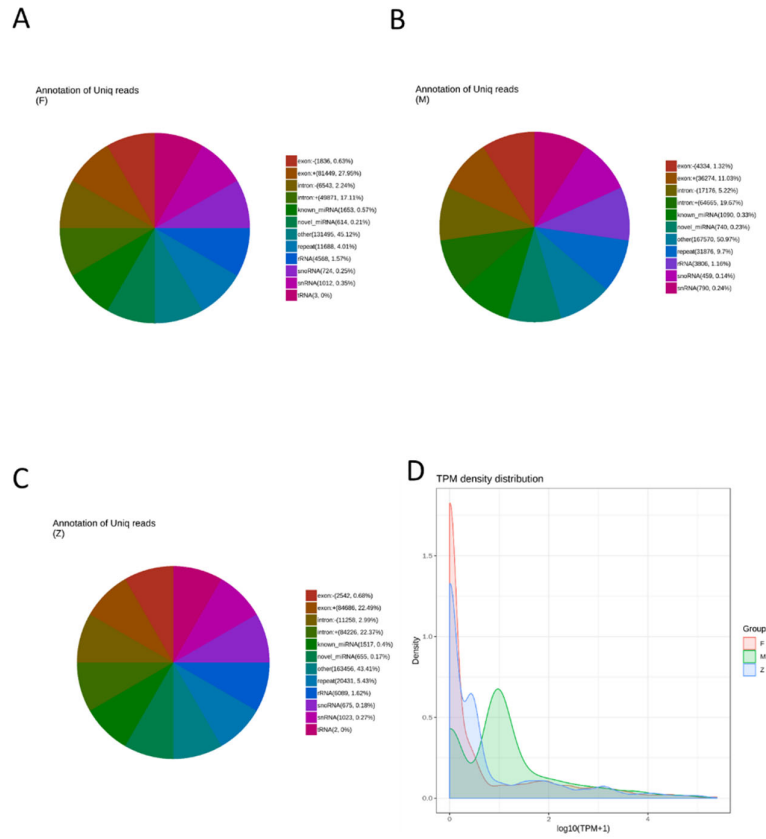 A
B
Annotation of Uniq reads
(F)
exon:-(1836, 0.63%)
exon:+(81449, 27.95%)
intron:-(6543, 2.24%)
intron:+(49871, 17.11%)
known_miRNA(1653, 0.57%)
novel_miRNA(614, 0.21%)
other(131495, 45.12%)
repeat(11688, 4.01%)
rRNA(4568, 1.57%)
snoRNA(724, 0.25%)
snRNA(1012, 0.35%)
tRNA(3, 0%)
Annotation of Uniq reads
(M)
exon:-(4334, 1.32%)
exon:+(36274, 11.03%)
intron:-(17176, 5.22%)
intron:+(64665, 19.67%)
known_miRNA(1090, 0.33%)
novel_miRNA(740, 0.23%)
other(167570, 50.97%)
repeat(31876, 9.7%)
rRNA(3806, 1.16%)
snoRNA(459, 0.14%)
snRNA(790, 0.24%)
C
D
Annotation of Uniq reads
(Z)
exon:-(2542, 0.68%)
exon:+(84686, 22.49%)
intron:-(11258, 2.99%)
intron:+(84226, 22.37%)
known_miRNA(1517, 0.4%)
novel_miRNA(655, 0.17%)
other(163456, 43.41%)
repeat(20431, 5.43%)
rRNA(6089, 1.62%)
snoRNA(675, 0.18%)
snRNA(1023, 0.27%)
tRNA(2, 0%)
TPM density distribution
Density
1.5
1.0
0.5
0.0
0
2
4
log10(TPM+1)
Group
F
M
Z